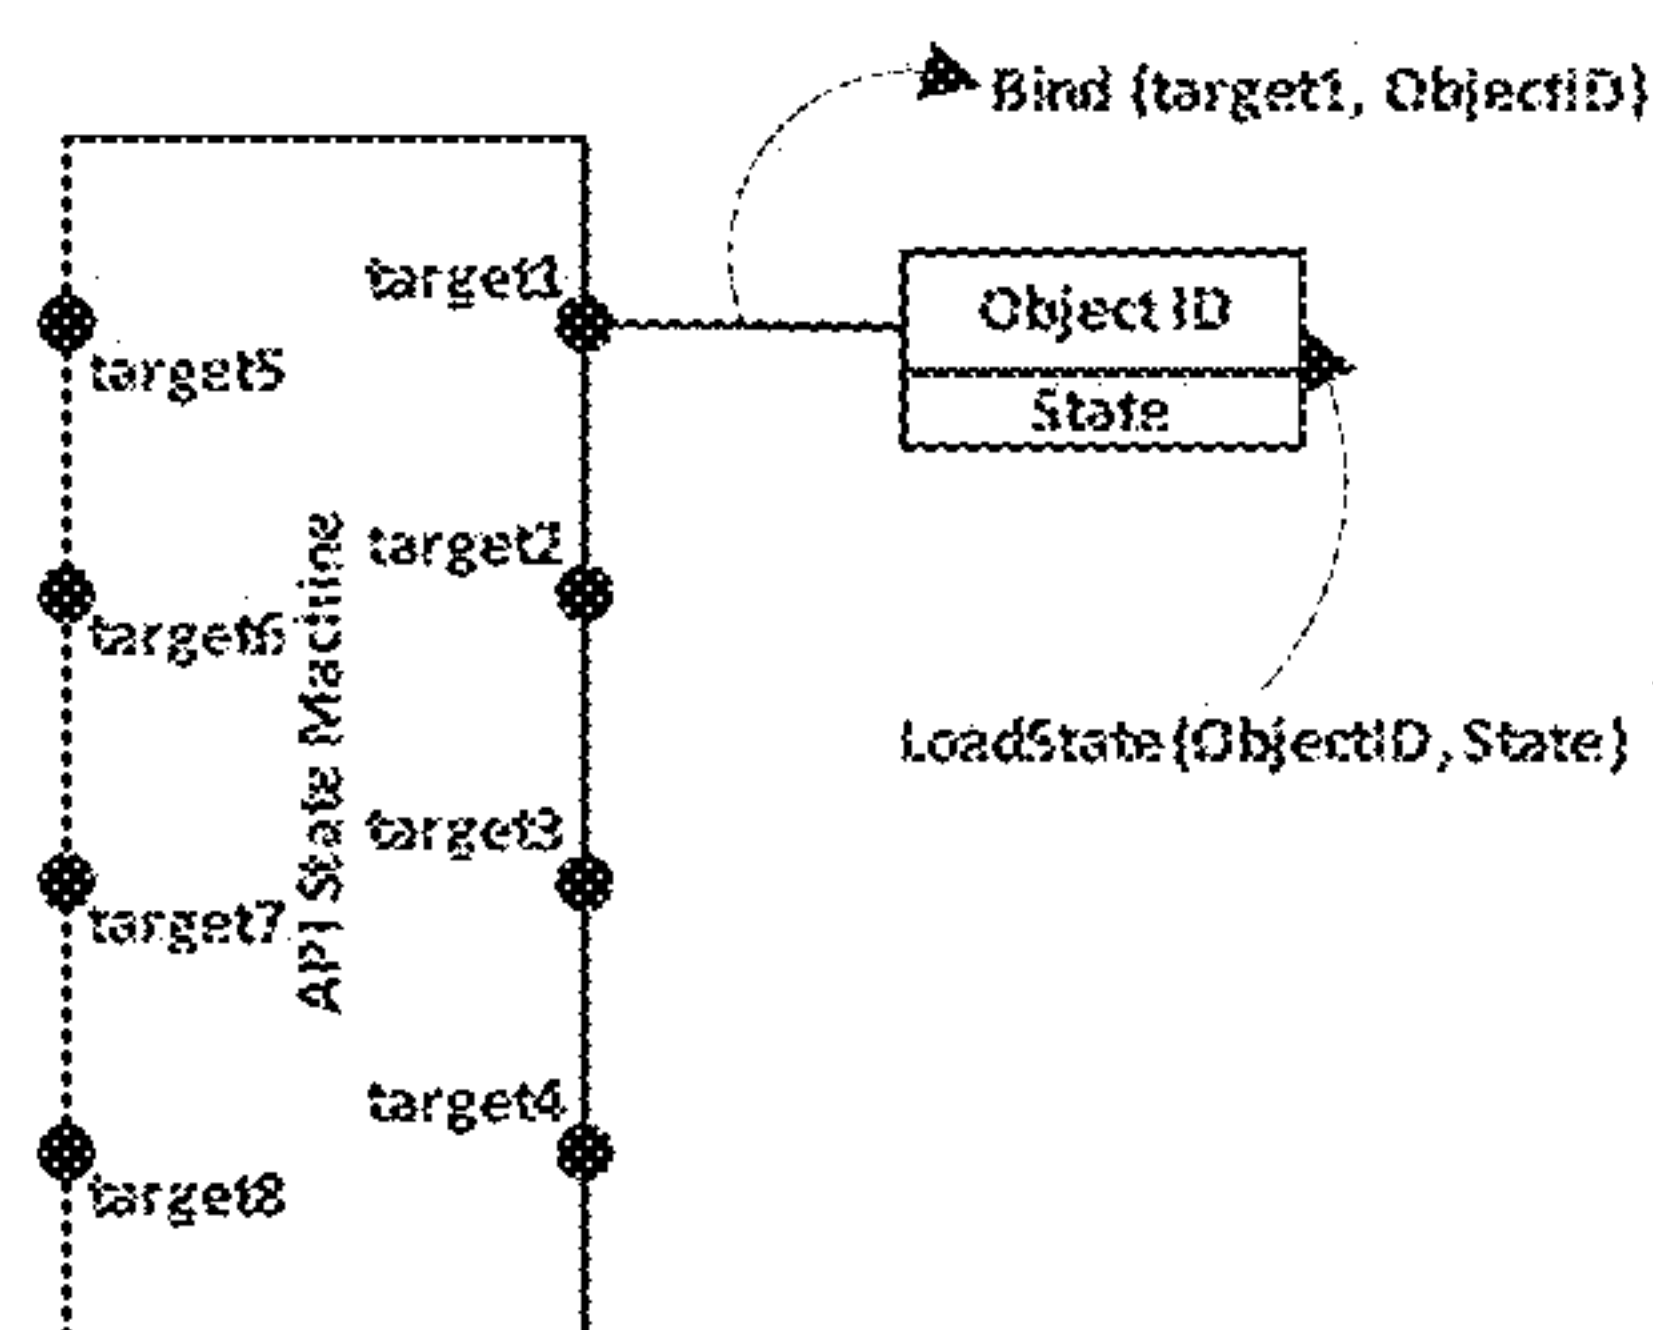 Bind (target1, ObjectID)
target1
Object ID
target5
State
target2
target6
API State Machine
LoadState(ObjectID, State)
target3
target7
target4
target8